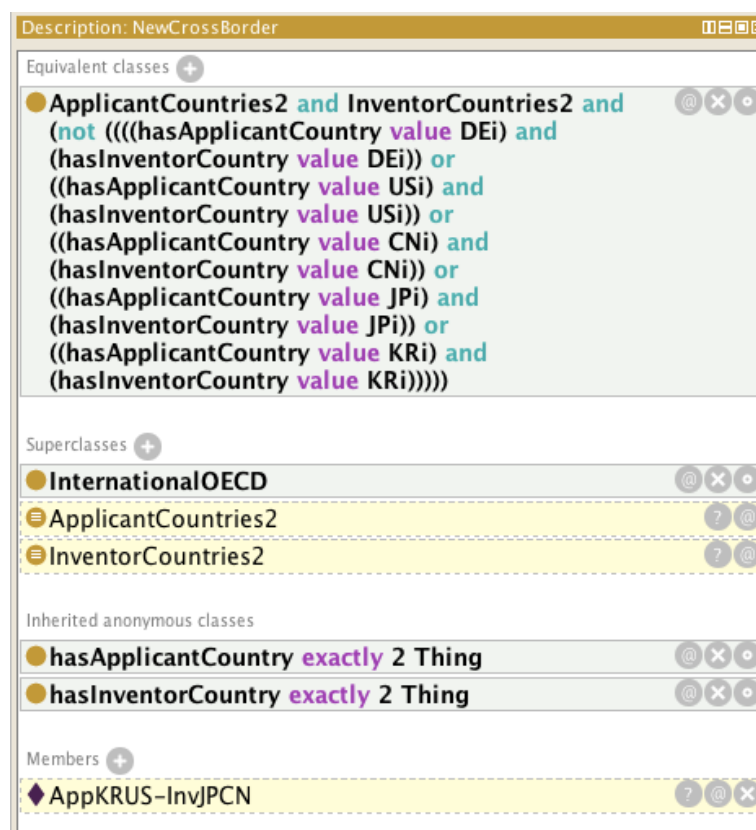 Description: NewCrossBorder
Equivalent classes
ApplicantCountries2 and InventorCountries2 and
(not ((((hasApplicantCountry value DEi) and
(hasInventorCountry value DEi)) or
((hasApplicantCountry value USi) and
(hasInventorCountry value USi)) or
((hasApplicantCountry value CNi) and
(hasInventorCountry value CNi)) or
((hasApplicantCountry value JPi) and
(hasInventorCountry value JPi)) or
((hasApplicantCountry value KRi) and
(hasInventorCountry value KRi)))))
Superclasses
InternationalOECD
ApplicantCountries2
InventorCountries2
Inherited anonymous classes
hasApplicantCountry exactly 2 Thing
hasInventorCountry exactly 2 Thing
Members
AppKRUS-InvJPCN